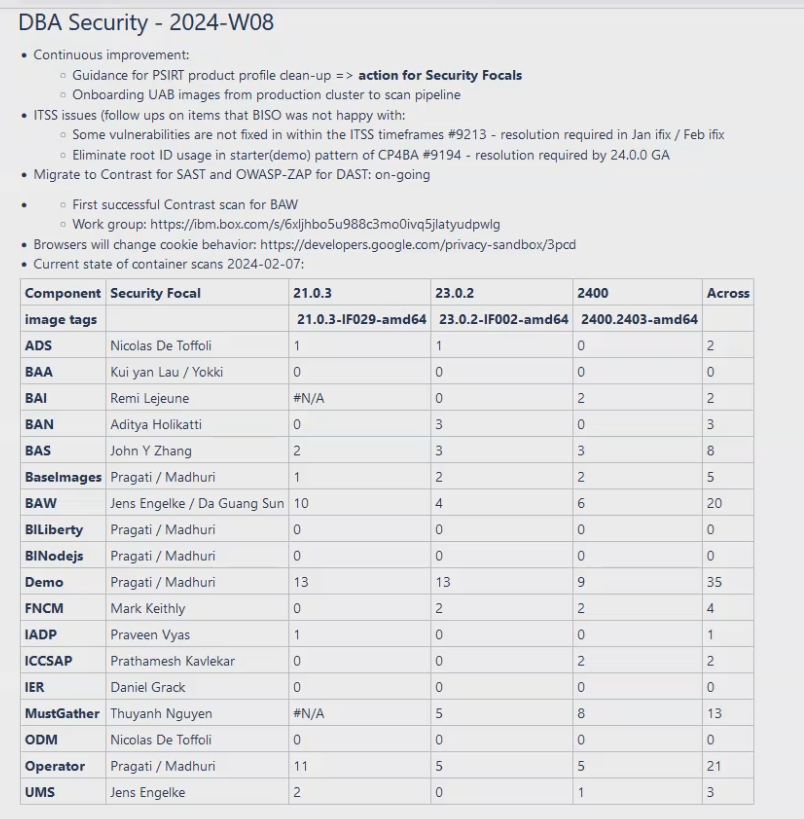 DBA Security - 2024-W08
• Continuous improvement:
○ Guidance for PSIRT product profile clean-up => action for Security Focals
○ Onboarding UAB images from production cluster to scan pipeline
• ITSS issues (follow ups on items that BISO was not happy with:
○ Some vulnerabilities are not fixed in within the ITSS timeframes #9213 - resolution required in Jan ifix / Feb ifix
○ Eliminate root ID usage in starter(demo) pattern of CP4BA #9194 - resolution required by 24.0.0 GA
• Migrate to Contrast for SAST and OWASP-ZAP for DAST: on-going
• ○ First successful Contrast scan for BAW
○ Work group: https://ibm.box.com/s/6xljhbo5u988c3mo0ivq5jlatyudpwlg
• Browsers will change cookie behavior: https://developers.google.com/privacy-sandbox/3pcd
• Current state of container scans 2024-02-07:
Component Security Focal 21.0.3 23.0.2 2400 Across
image tags 21.0.3-IF029-amd64 23.0.2-IF002-amd64 2400.2403-amd64
ADS Nicolas De Toffoli 1 1 0 2
BAA Kui yan Lau / Yokki 0 0 0 0
BAI Remi Lejeune #N/A 0 2 2
BAN Aditya Holikatti 0 3 0 3
BAS John Y Zhang 2 3 3 8
BaseImages Pragati / Madhuri 1 2 2 5
BAW Jens Engelke / Da Guang Sun 10 4 6 20
BILiberty Pragati / Madhuri 0 0 0 0
BINodejs Pragati / Madhuri 0 0 0 0
Demo Pragati / Madhuri 13 13 9 35
FNCM Mark Keithly 0 2 2 4
IADP Praveen Vyas 1 0 0 1
ICCSAP Prathamesh Kavlekar 0 0 2 2
IER Daniel Grack 0 0 0 0
MustGather Thuyanh Nguyen #N/A 5 8 13
ODM Nicolas De Toffoli 0 0 0 0
Operator Pragati / Madhuri 11 5 5 21
UMS Jens Engelke 2 0 1 3